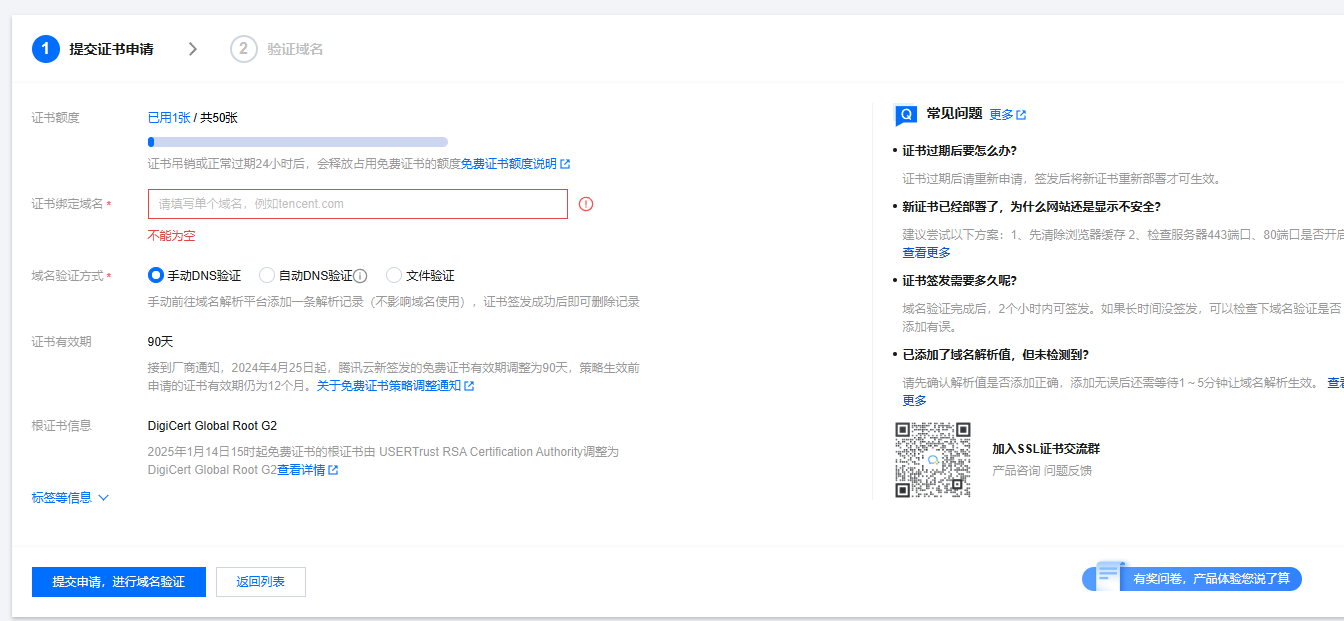 1 提交证书申请 2 验证域名
证书额度 已用1张 / 共50张
证书吊销或正常过期24小时后，会释放占用免费证书的额度免费证书额度说明
证书绑定域名 * 请填写单个域名，例如tencent.com
不能为空
域名验证方式 * 手动DNS验证 自动DNS验证 文件验证
手动前往域名解析平台添加一条解析记录（不影响域名使用），证书签发成功后即可删除记录
证书有效期 90天
接到厂商通知，2024年4月25日起，腾讯云新签发的免费证书有效期调整为90天，策略生效前
申请的证书有效期仍为12个月。关于免费证书策略调整通知
根证书信息 DigiCert Global Root G2
2025年1月14日15时起免费证书的根证书由 USERTrust RSA Certification Authority调整为
DigiCert Global Root G2查看详情
标签等信息
提交申请，进行域名验证 返回列表
Q 常见问题 更多
• 证书过期后要怎么办?
证书过期后请重新申请，签发后将新证书重新部署才可生效。
• 新证书已经部署了，为什么网站还是显示不安全?
建议尝试以下方案：1、先清除浏览器缓存 2、检查服务器443端口、80端口是否开启
查看更多
• 证书签发需要多久呢?
域名验证完成后，2个小时内可签发。如果长时间没签发，可以检查下域名验证是否
添加有误。
• 已添加了域名解析值，但未检测到?
请先确认解析值是否添加正确，添加无误后还需等待1～5分钟让域名解析生效。 查看
更多
加入SSL证书交流群
产品咨询 问题反馈
有奖问卷，产品体验您说了算